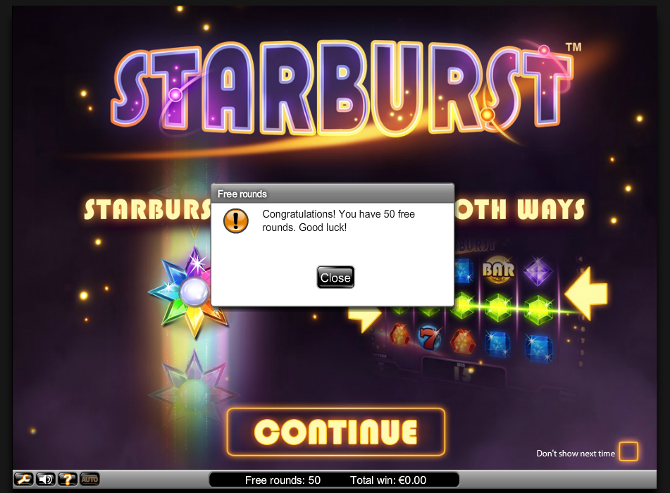 STARBURST™
Free rounds
Congratulations! You have 50 free
rounds. Good luck!
Close
STARBURS
OTH WAYS
BAR
7
CONTINUE
Don't show next time
AUTO
Free rounds: 50 Total win: €0.00